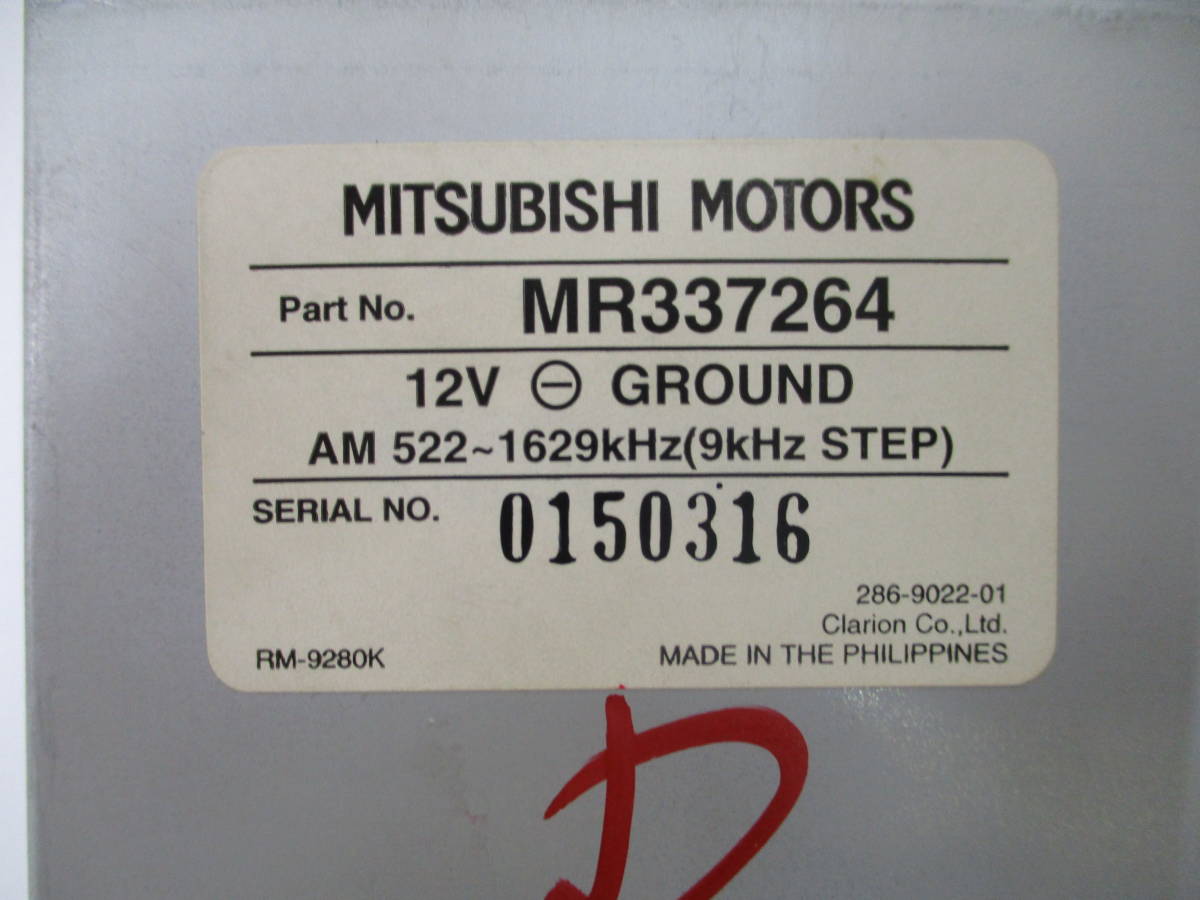 MITSUBISHI MOTORS
Part No. MR337264
12V ⊖ GROUND
AM 522~1629kHz(9kHz STEP)
SERIAL NO. 0150316
286-9022-01
Clarion Co.,Ltd.
RM-9280K MADE IN THE PHILIPPINES